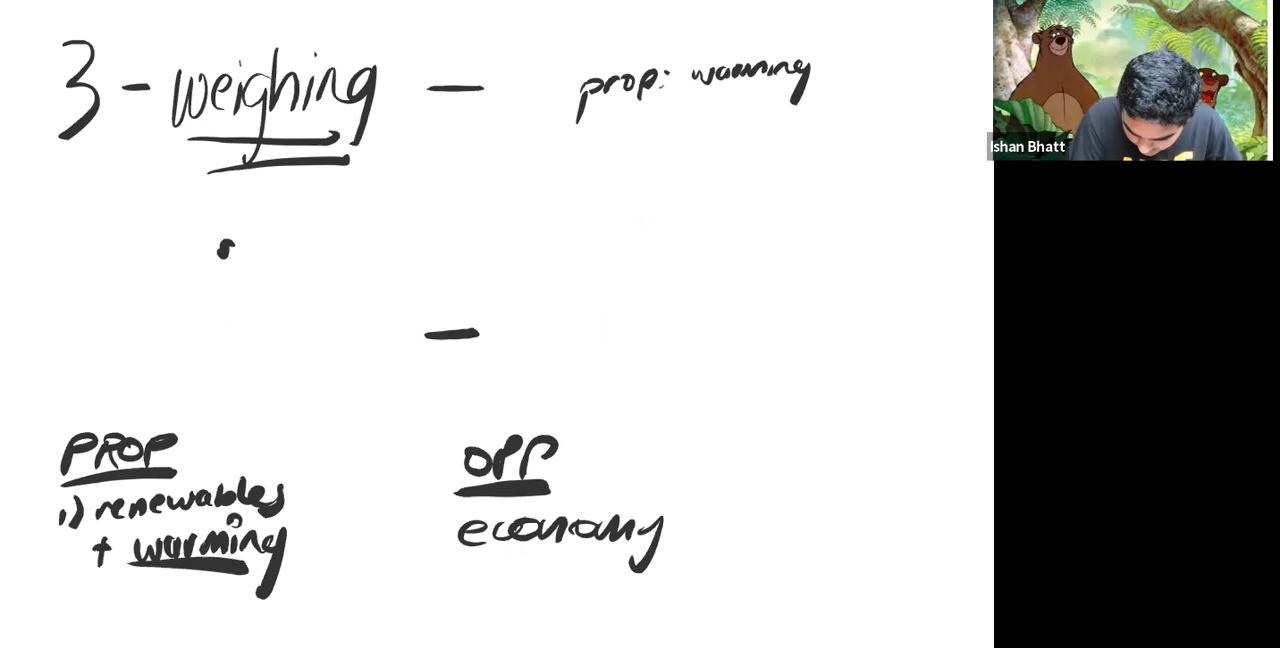 3 - weighing - prop: warming
-
PROP
1) renewables
+ warming
OPP
economy
Ishan Bhatt